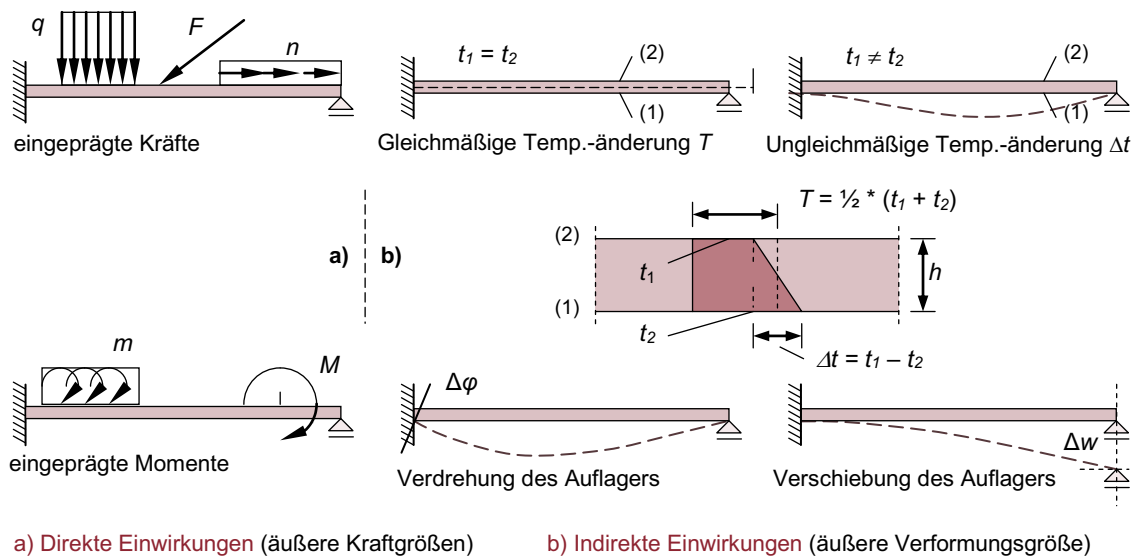 q
F
n
eingeprägte Kräfte
t1 = t2
(2)
(1)
Gleichmäßige Temp.-änderung T
t1 ≠ t2
(2)
(1)
Ungleichmäßige Temp.-änderung Δt
a)
b)
T = ½ * (t1 + t2)
(2)
t1
h
(1)
t2
Δt = t1 – t2
m
M
eingeprägte Momente
Δφ
Verdrehung des Auflagers
Δw
Verschiebung des Auflagers
a) Direkte Einwirkungen (äußere Kraftgrößen)
b) Indirekte Einwirkungen (äußere Verformungsgröße)